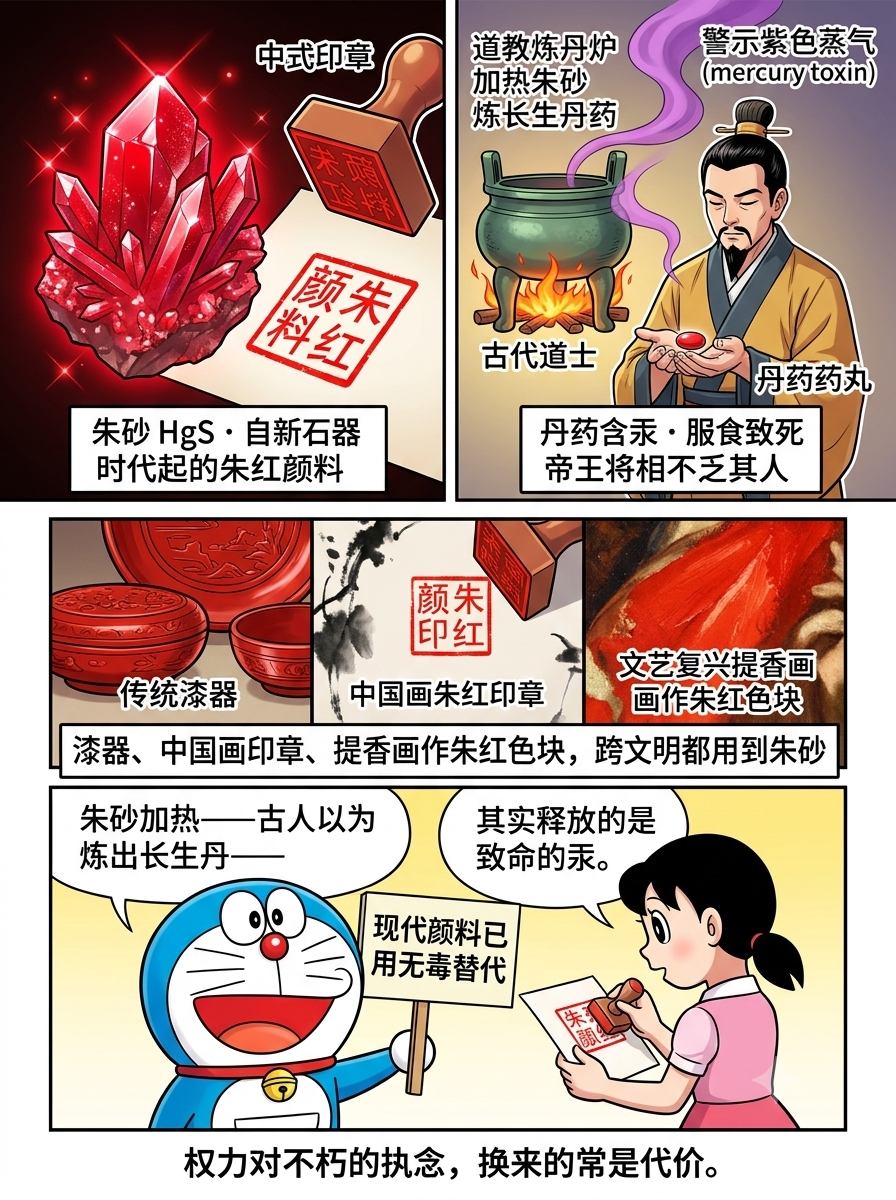 中式印章
朱红
颜料
朱红
颜料
朱砂 HgS · 自新石器
时代起的朱红颜料
道教炼丹炉
加热朱砂
炼长生丹药
警示紫色蒸气
(mercury toxin)
古代道士
丹药药丸
丹药含汞 · 服食致死
帝王将相不乏其人
传统漆器
朱红
颜印
中国画朱红印章
文艺复兴提香画
画作朱红色块
漆器、中国画印章、提香画作朱红色块，跨文明都用到朱砂
朱砂加热——古人以为
炼出长生丹——
其实释放的是
致命的汞。
现代颜料已
用无毒替代
朱
权力对不朽的执念，换来的常是代价。